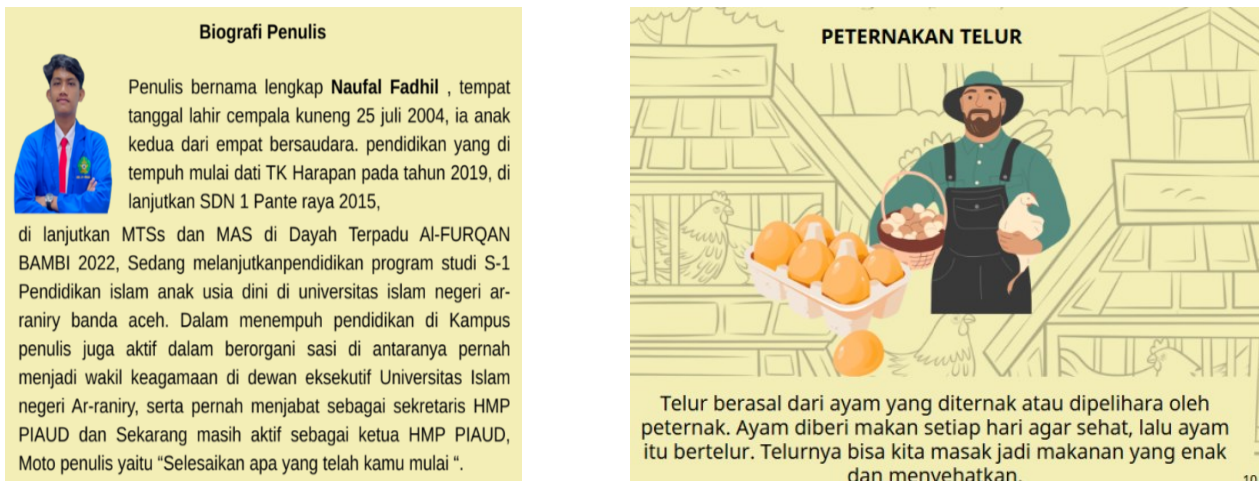 Biografi Penulis
Penulis bernama lengkap Naufal Fadhil , tempat
tanggal lahir cempala kuneng 25 juli 2004, ia anak
kedua dari empat bersaudara. pendidikan yang di
tempuh mulai dati TK Harapan pada tahun 2019, di
lanjutkan SDN 1 Pante raya 2015,
di lanjutkan MTSs dan MAS di Dayah Terpadu Al-FURQAN
BAMBI 2022, Sedang melanjutkanpendidikan program studi S-1
Pendidikan islam anak usia dini di universitas islam negeri ar-
raniry banda aceh. Dalam menempuh pendidikan di Kampus
penulis juga aktif dalam berorgani sasi di antaranya pernah
menjadi wakil keagamaan di dewan eksekutif Universitas Islam
negeri Ar-raniry, serta pernah menjabat sebagai sekretaris HMP
PIAUD dan Sekarang masih aktif sebagai ketua HMP PIAUD,
Moto penulis yaitu “Selesaikan apa yang telah kamu mulai “.
PETERNAKAN TELUR
Telur berasal dari ayam yang diternak atau dipelihara oleh
peternak. Ayam diberi makan setiap hari agar sehat, lalu ayam
itu bertelur. Telurnya bisa kita masak jadi makanan yang enak
dan menyehatkan.
10